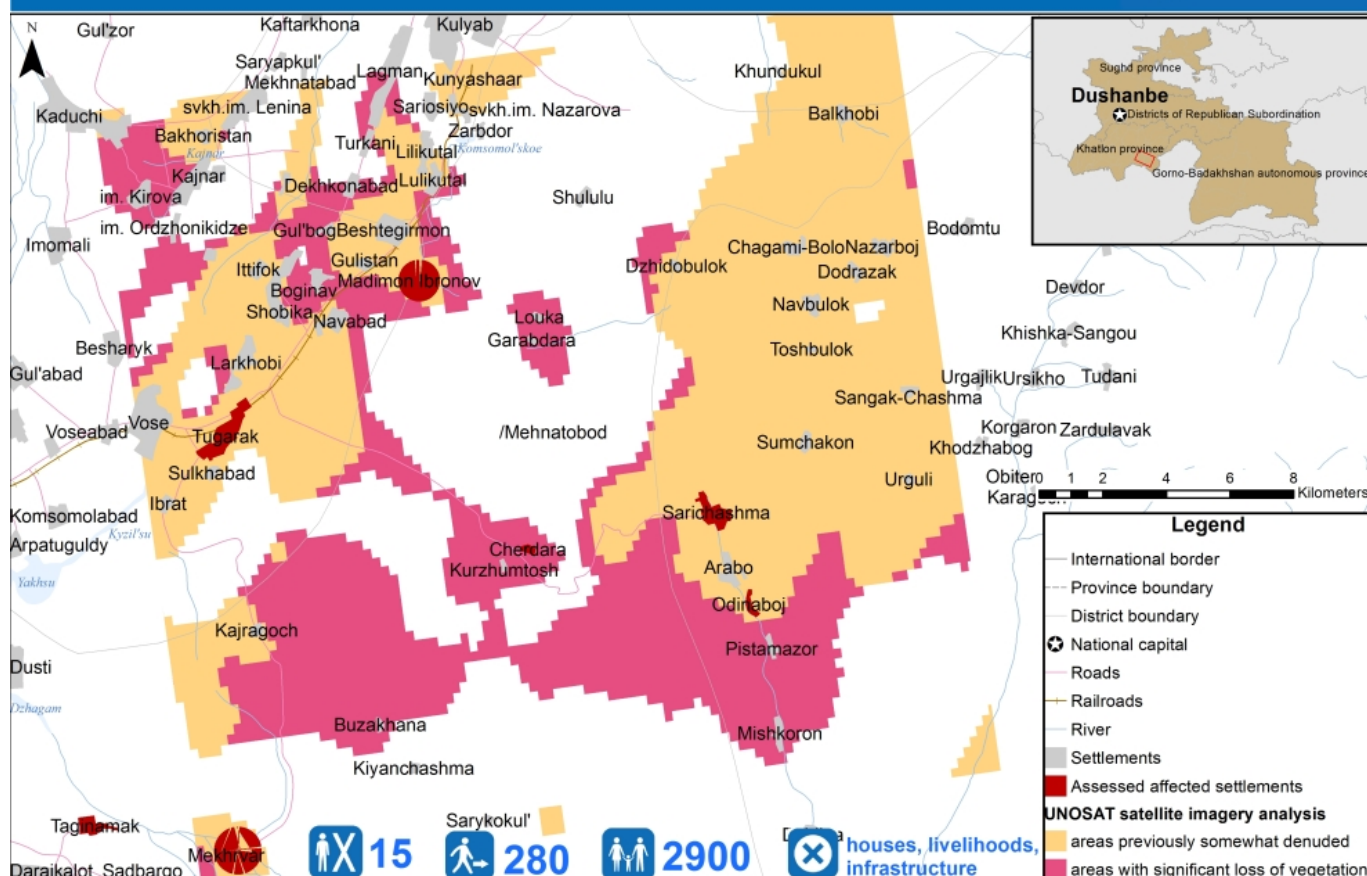 N
Gul'zor
Kaftarkhona
Kulyab
Saryapkul'
Mekhnatabad
Lagman
Kunyashaar
Khundukul
Kaduchi
svkh.im. Lenina
Sariosiyo
svkh.im. Nazarova
Balkhobi
Bakhoristan
Kajnar
Turkani
Zarbdor
Lilikutal
Komsomol'skoe
Kajnar
Dekhkonabad
Lulikutal
im. Kirova
Shululu
im. Ordzhonikidze
Gul'bog
Beshtegirmon
Bodomtu
Imomali
Chagami-Bolo
Nazarboj
Ittifok
Gulistan
Dzhidobulok
Dodrazak
Boginav
Madimon Ibronov
Devdor
Shobika
Navabad
Louka
Navbulok
Khishka-Sangou
Besharyk
Garabdara
Toshbulok
Gul'abad
Larkhobi
Urgajlik
Ursikho
Tudani
Sangak-Chashma
Voseabad
Vose
Tugarak
/Mehnatobod
Sumchakon
Korgaron
Zardulavak
Khodzhabog
Sulkhabad
Urguli
Obitero
Ibrat
Komsomolabad
Sarichashma
Kyzil'su
Arpatuguldy
Cherdara
Kurzhumtosh
Arabo
Yakhsu
Odinaboj
Kajragoch
Pistamazor
Dusti
Dzhagam
Buzakhana
Mishkoron
Kiyanchashma
Taginamak
Sarykokul'
Mekhrvar
Daraikalot
Sadbargo
Sughd province
Dushanbe
Districts of Republican Subordination
Khatlon province
Gorno-Badakhshan autonomous province
0 1 2 4 6 8
Kilometers
Legend
International border
Province boundary
District boundary
National capital
Roads
Railroads
River
Settlements
Assessed affected settlements
UNOSAT satellite imagery analysis
areas previously somewhat denuded
areas with significant loss of vegetation
15
280
2900
houses, livelihoods,
infrastructure